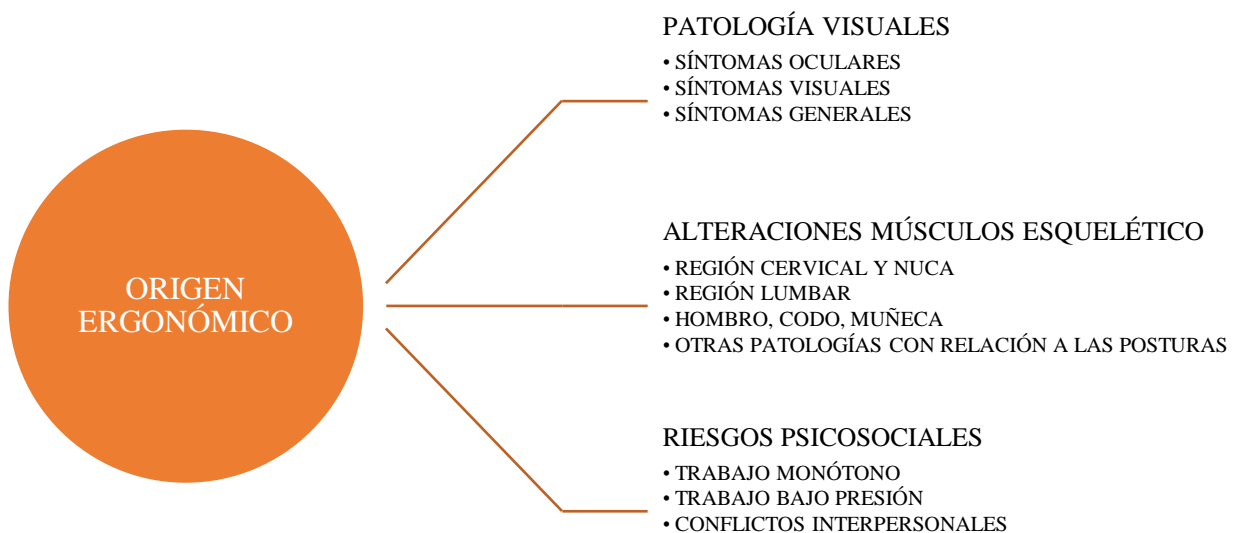 PATOLOGÍA VISUALES
• SÍNTOMAS OCULARES
• SÍNTOMAS VISUALES
• SÍNTOMAS GENERALES
ORIGEN
ERGONÓMICO
ALTERACIONES MÚSCULOS ESQUELÉTICO
• REGIÓN CERVICAL Y NUCA
• REGIÓN LUMBAR
• HOMBRO, CODO, MUÑECA
• OTRAS PATOLOGÍAS CON RELACIÓN A LAS POSTURAS
RIESGOS PSICOSOCIALES
• TRABAJO MONÓTONO
• TRABAJO BAJO PRESIÓN
• CONFLICTOS INTERPERSONALES